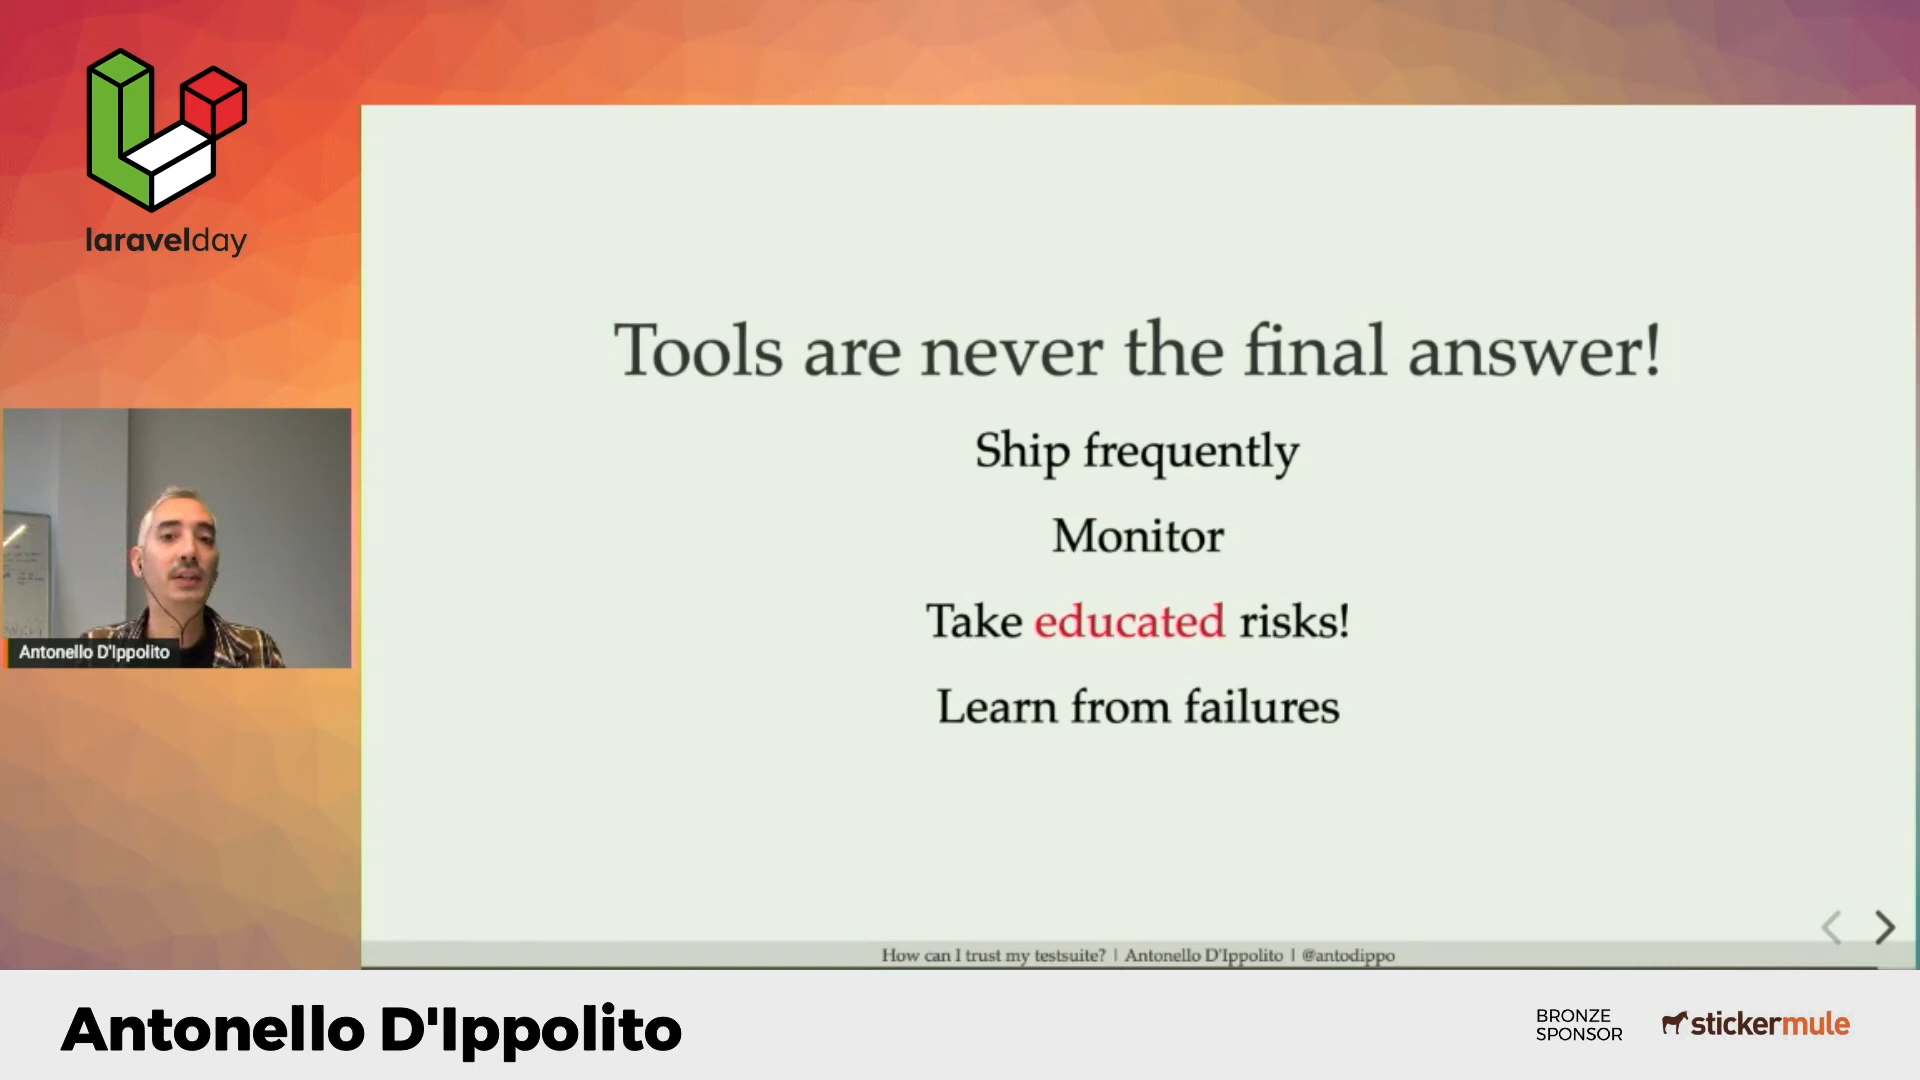 laravelday
Tools are never the final answer!
Ship frequently
Monitor
Take educated risks!
Learn from failures
Antonello D'Ippolito
How can I trust my testsuite? | Antonello D'Ippolito | @antodippo
Antonello D'Ippolito
BRONZE
SPONSOR
stickermule